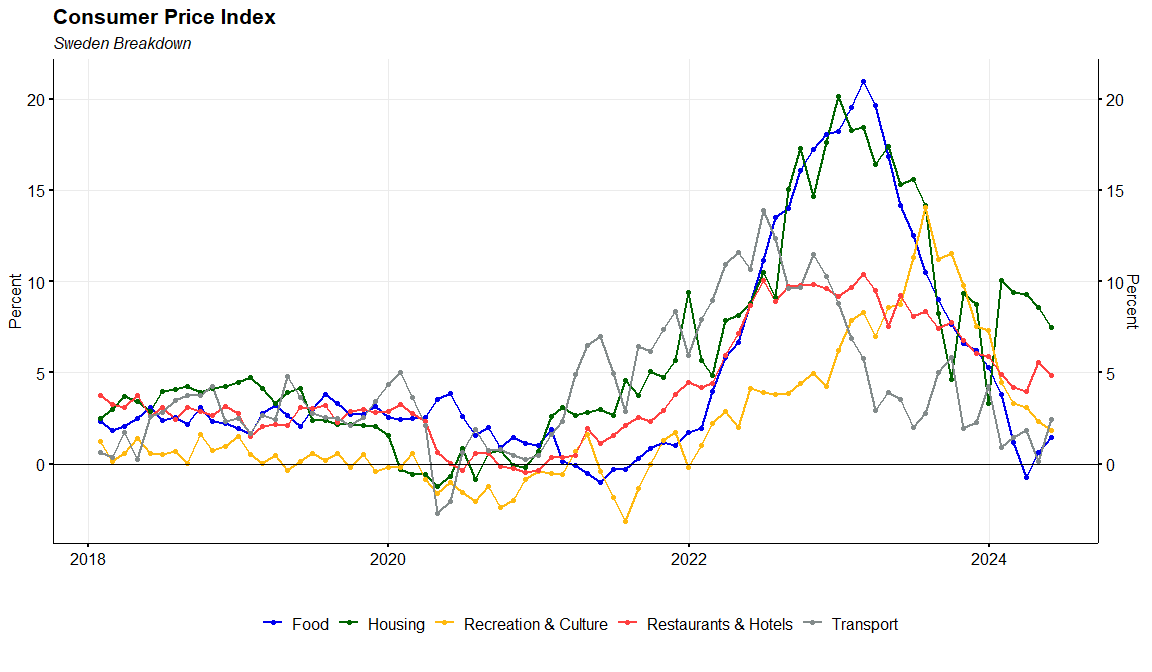 Consumer Price Index
Sweden Breakdown
Percent
20
15
10
5
0
20
15
10
5
0
Percent
2018 2020 2022 2024
Food Housing Recreation & Culture Restaurants & Hotels Transport